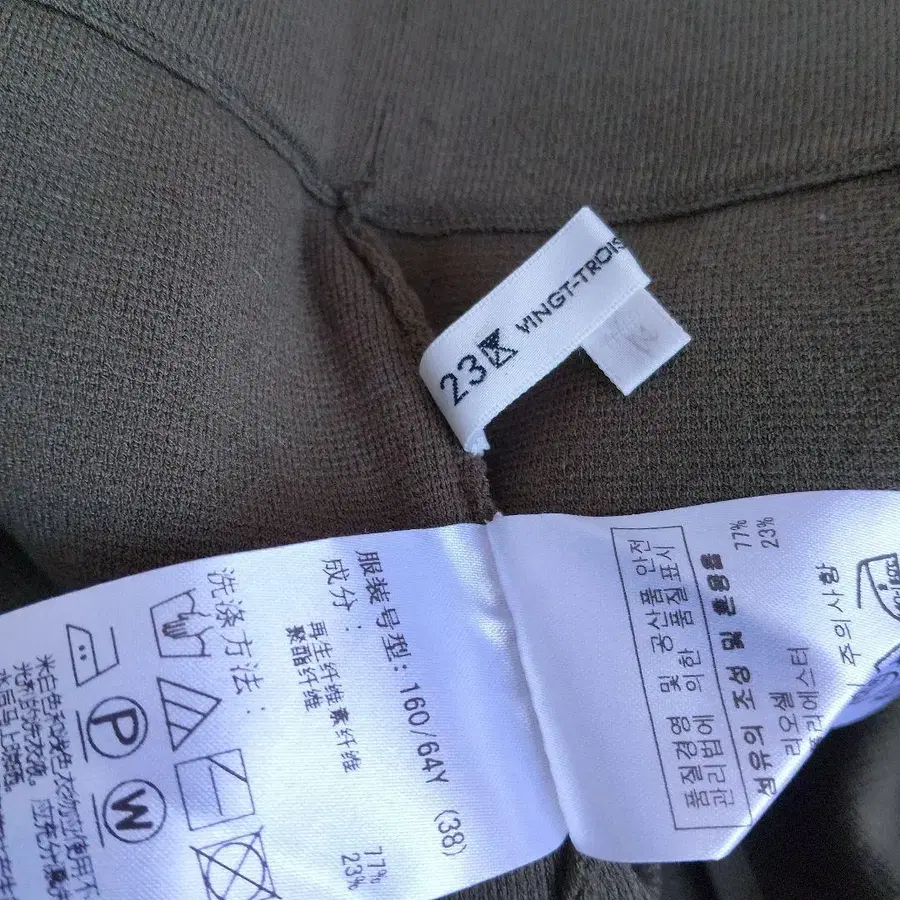 23 VINGT-TROIS
服装号型: 160/64Y (38)
成分:
再生纤维素纤维 77%
聚酯纤维 23%
洗涤方法:
P
W
품질경영 및 공산품 안전
관리법에 의한 품질표시
섬유의 조성 및 혼용율
리오셀 77%
폴리에스터 23%
주의사항